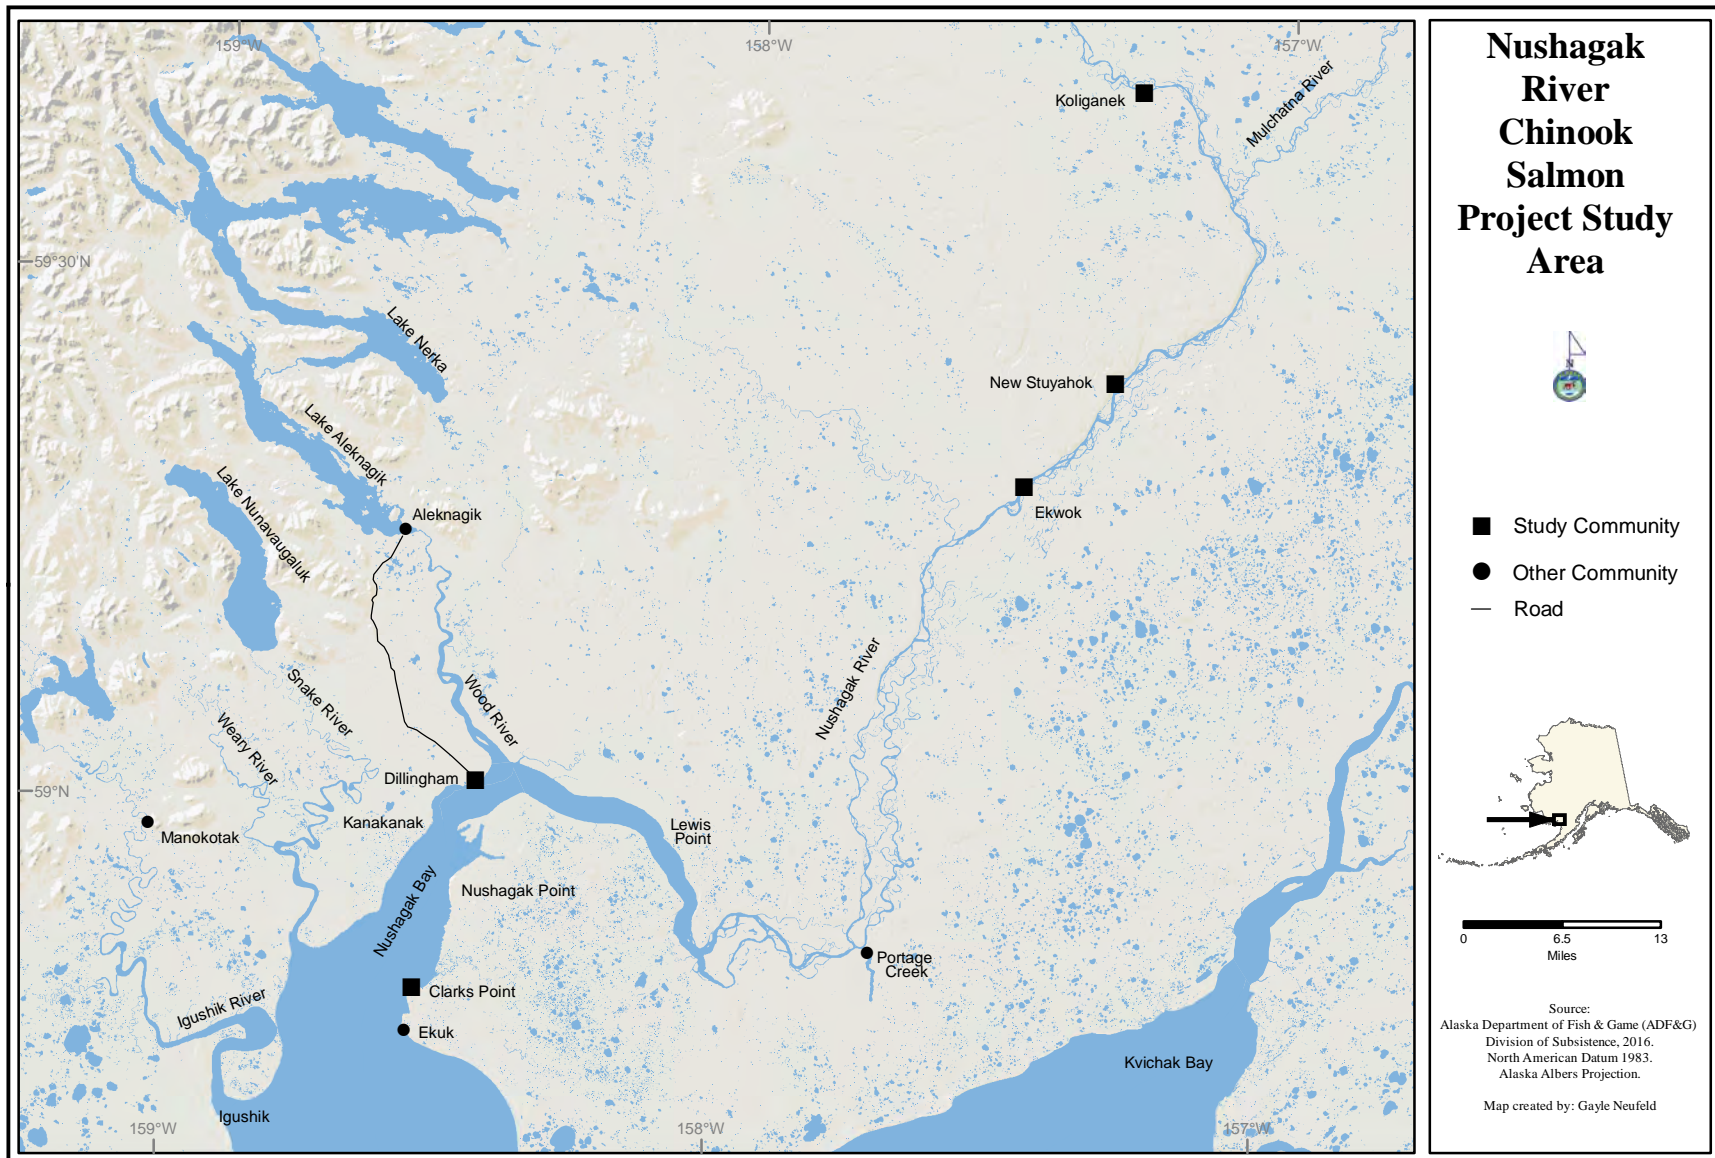 159°W
158°W
157°W
Koliganek
Mulchatna River
59°30'N
Lake Nerka
New Stuyahok
Lake Aleknagik
Lake Nunavaugaluk
Aleknagik
Ekwok
Nushagak River
Snake River
Wood River
Weary River
Dillingham
59°N
Kanakanak
Manokotak
Lewis
Point
Nushagak Point
Nushagak Bay
Portage
Creek
Clarks Point
Igushik River
Ekuk
Kvichak Bay
Igushik
159°W
158°W
157°W
Nushagak
River
Chinook
Salmon
Project Study
Area
N
Study Community
Other Community
Road
0 6.5 13
Miles
Source:
Alaska Department of Fish & Game (ADF&G)
Division of Subsistence, 2016.
North American Datum 1983.
Alaska Albers Projection.
Map created by: Gayle Neufeld